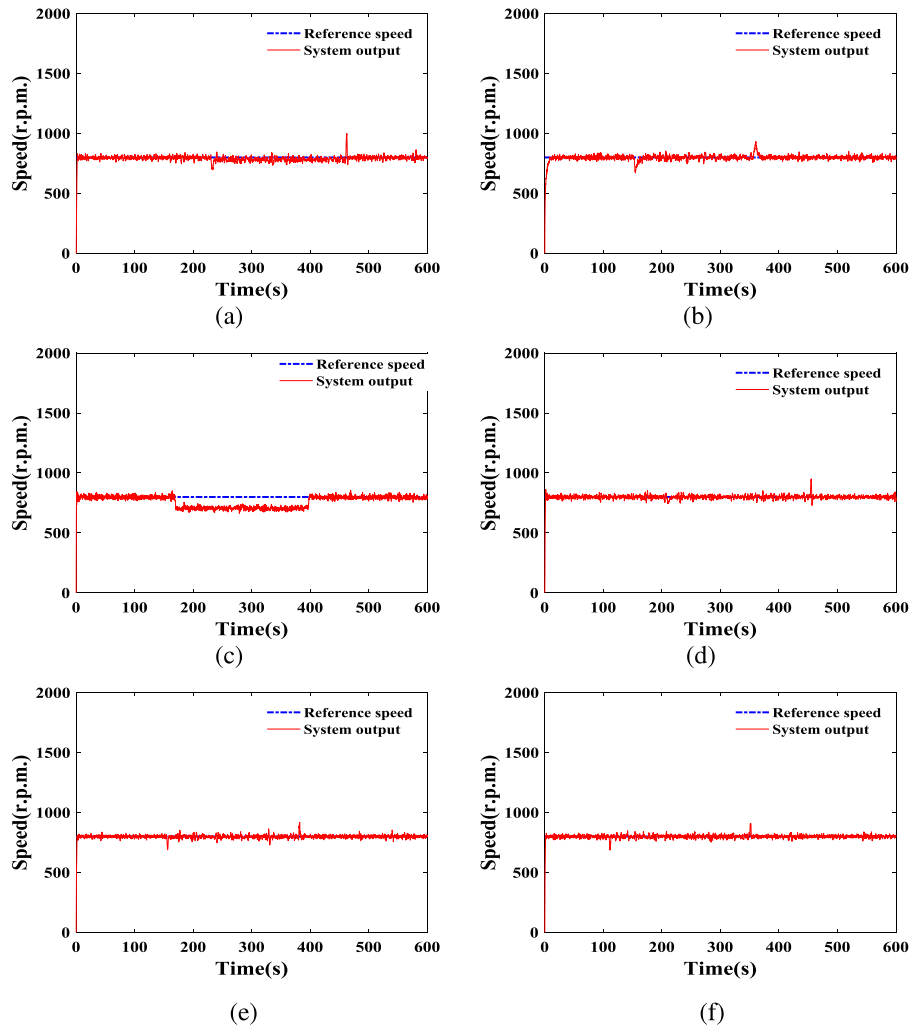 2000
1500
1000
500
0
Speed(r.p.m.)
Reference speed
System output
0 100 200 300 400 500 600
Time(s)
(a)
2000
1500
1000
500
0
Speed(r.p.m.)
Reference speed
System output
0 100 200 300 400 500 600
Time(s)
(b)
2000
1500
1000
500
0
Speed(r.p.m.)
Reference speed
System output
0 100 200 300 400 500 600
Time(s)
(c)
2000
1500
1000
500
0
Speed(r.p.m.)
Reference speed
System output
0 100 200 300 400 500 600
Time(s)
(d)
2000
1500
1000
500
0
Speed(r.p.m.)
Reference speed
System output
0 100 200 300 400 500 600
Time(s)
(e)
2000
1500
1000
500
0
Speed(r.p.m.)
Reference speed
System output
0 100 200 300 400 500 600
Time(s)
(f)